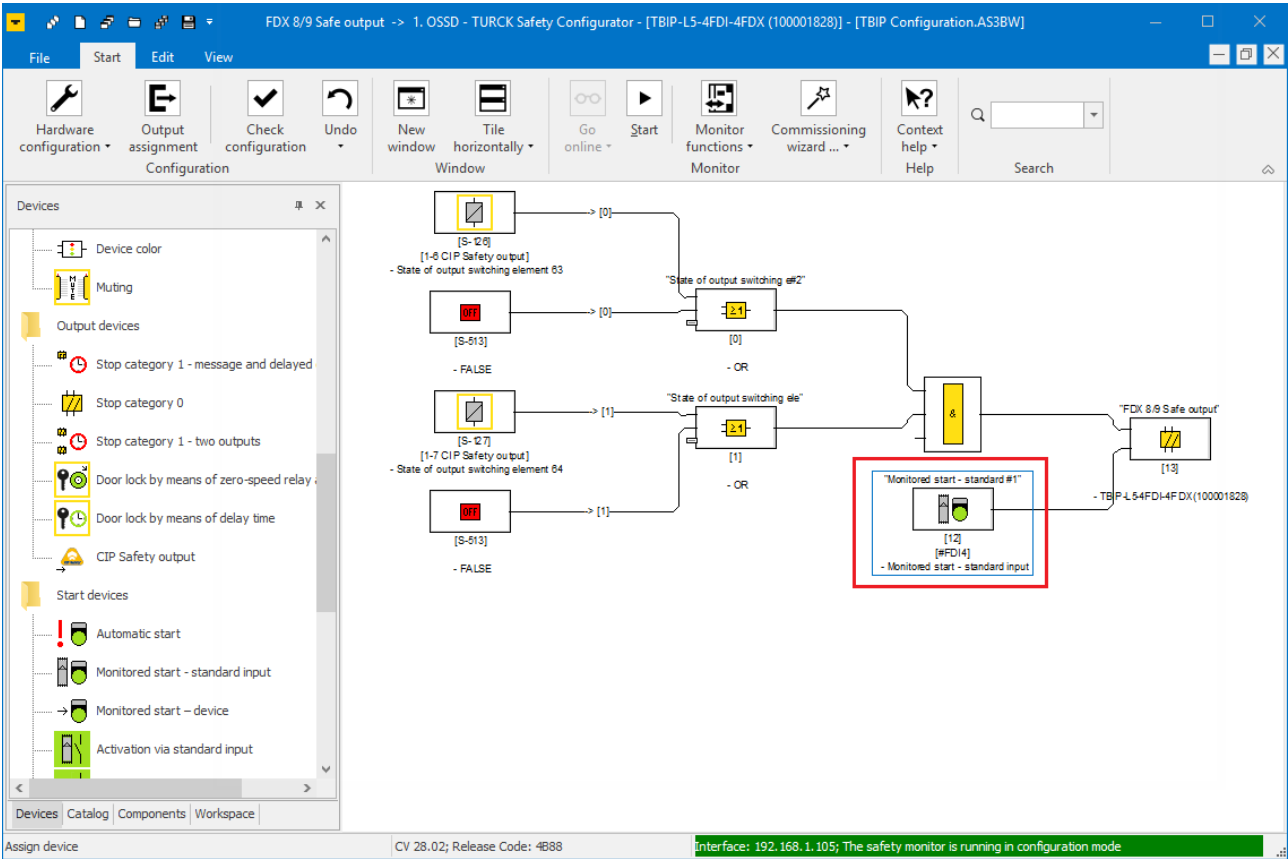 FDX 8/9 Safe output -> 1. OSSD - TURCK Safety Configurator - [TBIP-L5-4FDI-4FDX (100001828)] - [TBIP Configuration.AS3BW]
File Start Edit View
Hardware configuration
Output assignment
Check configuration
Undo
New window
Tile horizontally
Go online
Start
Monitor functions
Commissioning wizard ...
Context help
Configuration
Window
Monitor
Help
Search
Devices
Device color
Muting
Output devices
Stop category 1 - message and delayed
Stop category 0
Stop category 1 - two outputs
Door lock by means of zero-speed relay
Door lock by means of delay time
CIP Safety output
Start devices
Automatic start
Monitored start - standard input
Monitored start – device
Activation via standard input
Devices Catalog Components Workspace
-> [0]
[S-126]
[1-6 CIP Safety output]
- State of output switching element 63
OFF
-> [0]
[S-513]
- FALSE
"State of output switching e#2"
≥1
[0]
- OR
-> [1]
[S-127]
[1-7 CIP Safety output]
- State of output switching element 64
OFF
-> [1]
[S-513]
- FALSE
"State of output switching ele"
≥1
[1]
- OR
&
"Monitored start - standard #1"
[12]
[#FDI4]
- Monitored start - standard input
"FDX 8/9 Safe output"
[13]
- TBIP-L5-4FDI-4FDX (100001828)
Assign device
CV 28.02; Release Code: 4B88
Interface: 192.168.1.105; The safety monitor is running in configuration mode